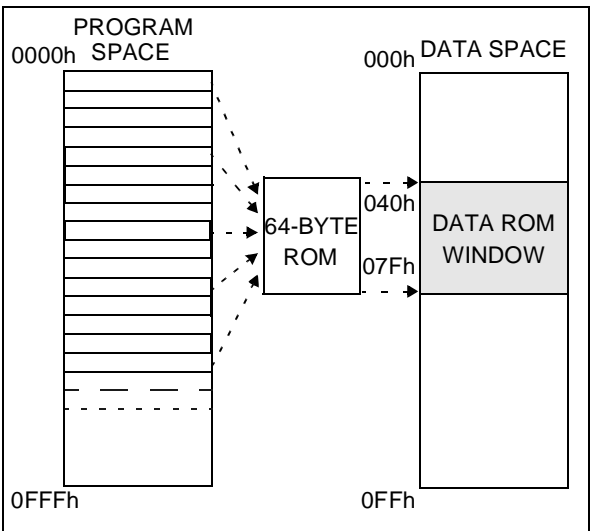 PROGRAM
SPACE
0000h
000h
DATA SPACE
64-BYTE
ROM
040h
07Fh
DATA ROM
WINDOW
0FFFh
0FFh